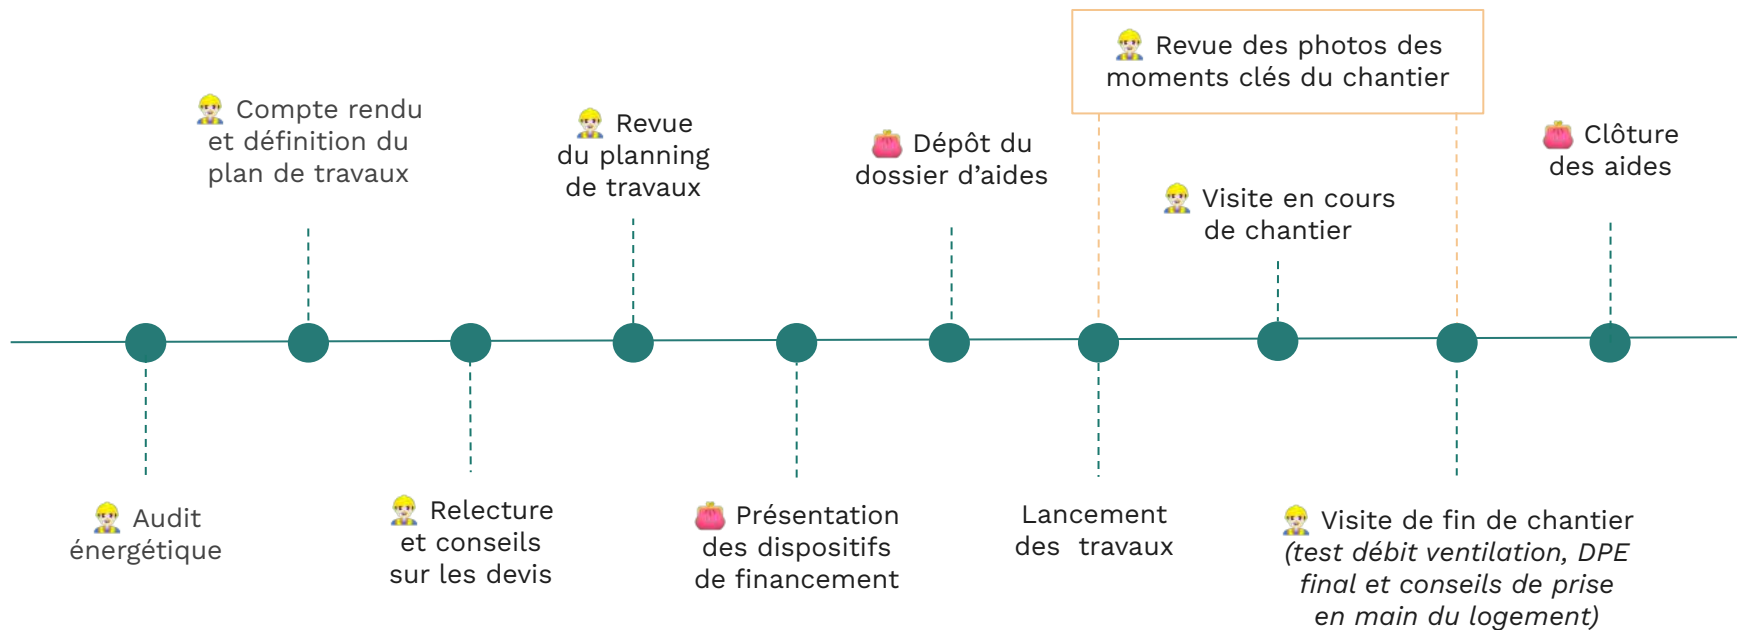 Revue des photos des
moments clés du chantier
Compte rendu
et définition du
plan de travaux
Revue
du planning
de travaux
Dépôt du
dossier d’aides
Visite en cours
de chantier
Clôture
des aides
Audit
énergétique
Relecture
et conseils
sur les devis
Présentation
des dispositifs
de financement
Lancement
des travaux
Visite de fin de chantier
(test débit ventilation, DPE
final et conseils de prise
en main du logement)